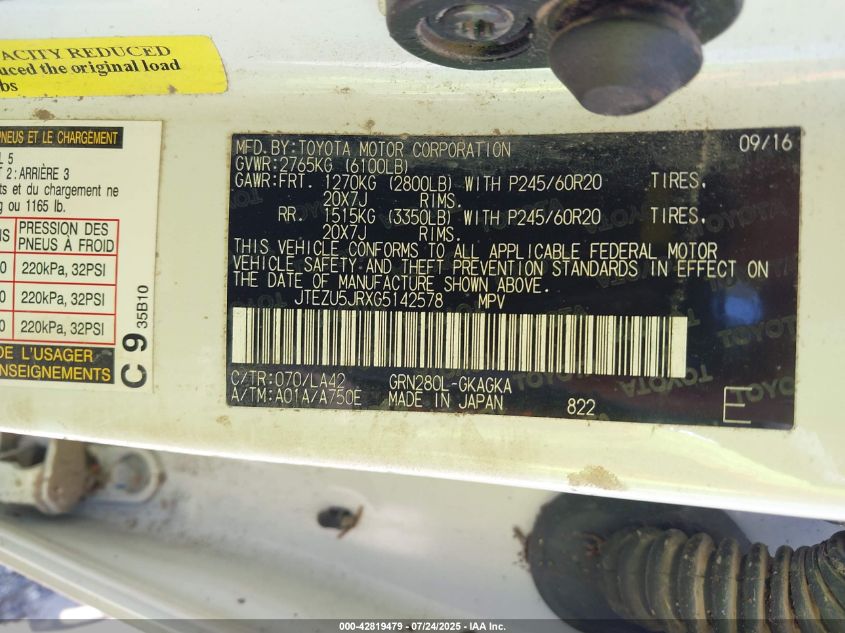 ACITY REDUCED
uced the original load
bs
PNEUS ET LE CHARGEMENT
L 5
2: ARRIÈRE 3
nts et du chargement ne
g ou 1165 lb.
PRESSION DES
PNEUS À FROID
220kPa, 32PSI
220kPa, 32PSI
220kPa, 32PSI
DE L'USAGER
ENSEIGNEMENTS
C 9
35B10
MFD. BY: TOYOTA MOTOR CORPORATION 09/16
GVWR: 2765KG (6100LB)
GAWR: FRT. 1270KG (2800LB) WITH P245/60R20 TIRES,
20X7J RIMS.
RR. 1515KG (3350LB) WITH P245/60R20 TIRES,
20X7J RIMS.
THIS VEHICLE CONFORMS TO ALL APPLICABLE FEDERAL MOTOR
VEHICLE SAFETY AND THEFT PREVENTION STANDARDS IN EFFECT ON
THE DATE OF MANUFACTURE SHOWN ABOVE.
JTEZU5JRXG5142578 MPV
C/TR: 070/LA42 GRN280L-GKAGKA
A/TM: A01A/A750E MADE IN JAPAN 822 E
000-42819479 - 07/24/2025 - IAA Inc.